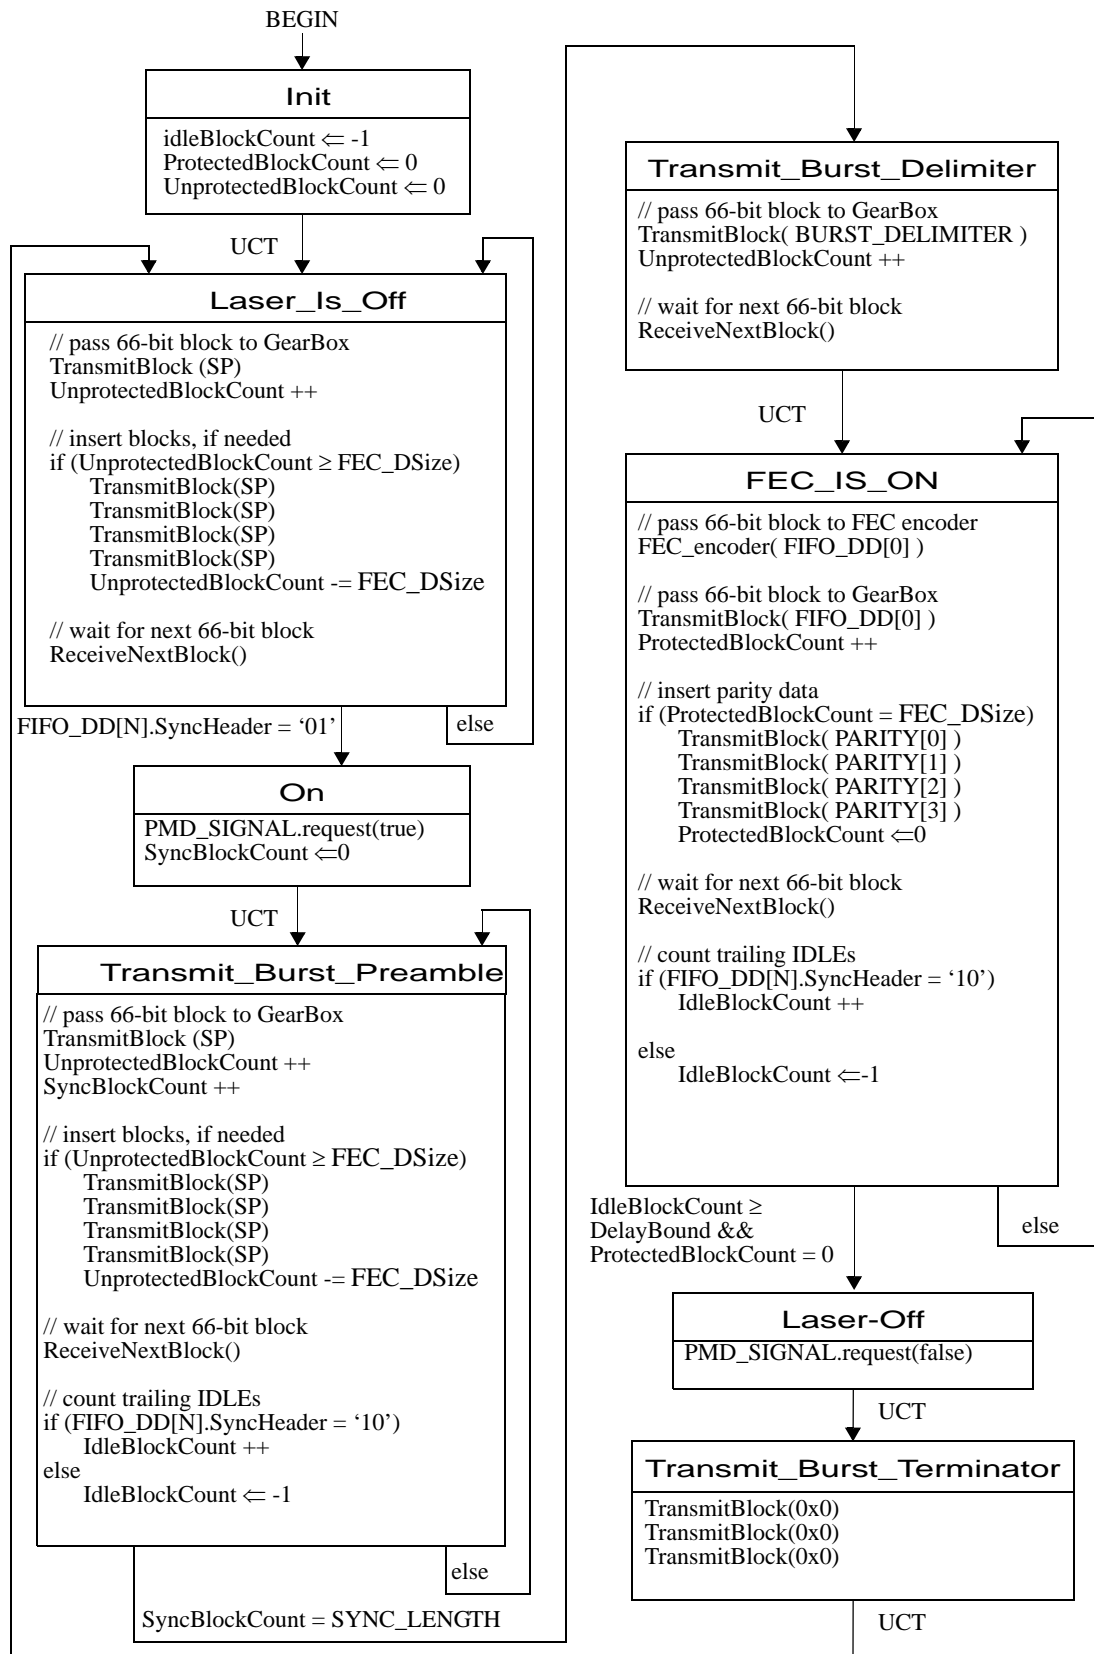 BEGIN
Init
idleBlockCount ⇐ -1
ProtectedBlockCount ⇐ 0
UnprotectedBlockCount ⇐ 0
UCT
Laser_Is_Off
// pass 66-bit block to GearBox
TransmitBlock (SP)
UnprotectedBlockCount ++
// insert blocks, if needed
if (UnprotectedBlockCount ≥ FEC_DSize)
TransmitBlock(SP)
TransmitBlock(SP)
TransmitBlock(SP)
TransmitBlock(SP)
UnprotectedBlockCount -= FEC_DSize
// wait for next 66-bit block
ReceiveNextBlock()
FIFO_DD[N].SyncHeader = ‘01’
else
On
PMD_SIGNAL.request(true)
SyncBlockCount ⇐0
UCT
Transmit_Burst_Preamble
// pass 66-bit block to GearBox
TransmitBlock (SP)
UnprotectedBlockCount ++
SyncBlockCount ++
// insert blocks, if needed
if (UnprotectedBlockCount ≥ FEC_DSize)
TransmitBlock(SP)
TransmitBlock(SP)
TransmitBlock(SP)
TransmitBlock(SP)
UnprotectedBlockCount -= FEC_DSize
// wait for next 66-bit block
ReceiveNextBlock()
// count trailing IDLEs
if (FIFO_DD[N].SyncHeader = ‘10’)
IdleBlockCount ++
else
IdleBlockCount ⇐ -1
else
SyncBlockCount = SYNC_LENGTH
Transmit_Burst_Delimiter
// pass 66-bit block to GearBox
TransmitBlock( BURST_DELIMITER )
UnprotectedBlockCount ++
// wait for next 66-bit block
ReceiveNextBlock()
UCT
FEC_IS_ON
// pass 66-bit block to FEC encoder
FEC_encoder( FIFO_DD[0] )
// pass 66-bit block to GearBox
TransmitBlock( FIFO_DD[0] )
ProtectedBlockCount ++
// insert parity data
if (ProtectedBlockCount = FEC_DSize)
TransmitBlock( PARITY[0] )
TransmitBlock( PARITY[1] )
TransmitBlock( PARITY[2] )
TransmitBlock( PARITY[3] )
ProtectedBlockCount ⇐0
// wait for next 66-bit block
ReceiveNextBlock()
// count trailing IDLEs
if (FIFO_DD[N].SyncHeader = ‘10’)
IdleBlockCount ++
else
IdleBlockCount ⇐-1
IdleBlockCount ≥
DelayBound &&
ProtectedBlockCount = 0
else
Laser-Off
PMD_SIGNAL.request(false)
UCT
Transmit_Burst_Terminator
TransmitBlock(0x0)
TransmitBlock(0x0)
TransmitBlock(0x0)
UCT